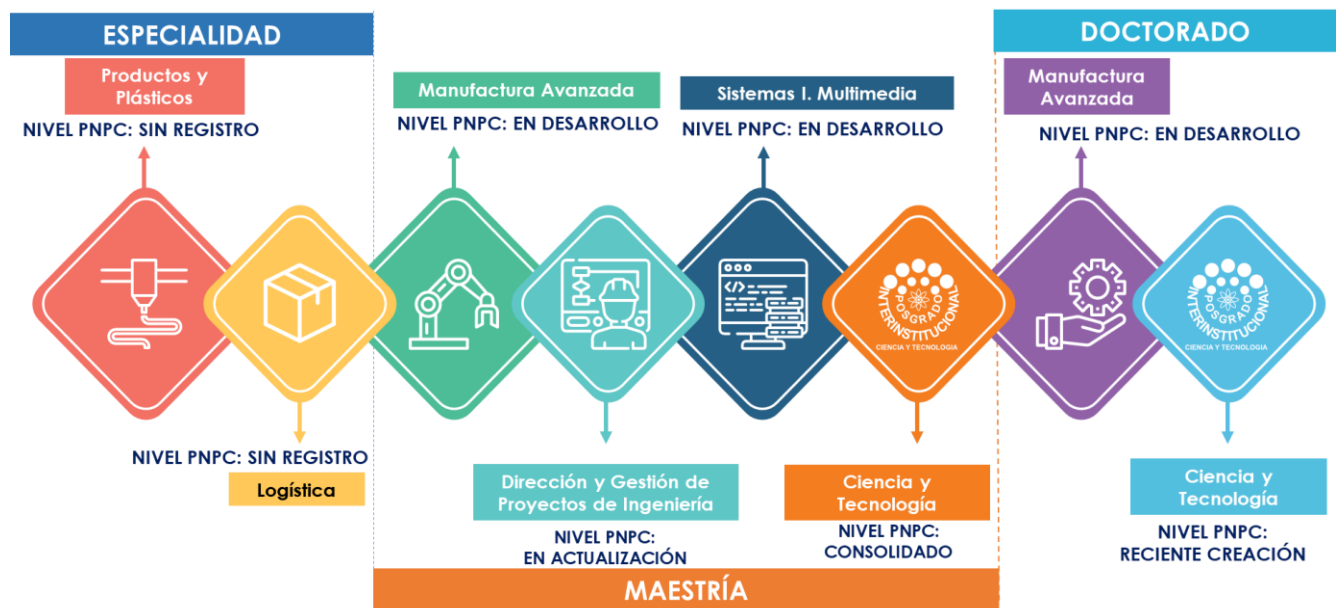 ESPECIALIDAD
DOCTORADO
Productos y
Plásticos
NIVEL PNPC: SIN REGISTRO
Manufactura Avanzada
NIVEL PNPC: EN DESARROLLO
Sistemas I. Multimedia
NIVEL PNPC: EN DESARROLLO
Manufactura
Avanzada
NIVEL PNPC: EN DESARROLLO
POSGRADO
INTERINSTITUCIONAL
CIENCIA Y TECNOLOGIA
POSGRADO
INTERINSTITUCIONAL
CIENCIA Y TECNOLOGIA
NIVEL PNPC: SIN REGISTRO
Logística
Dirección y Gestión de
Proyectos de Ingeniería
NIVEL PNPC:
EN ACTUALIZACIÓN
Ciencia y
Tecnología
NIVEL PNPC:
CONSOLIDADO
Ciencia y
Tecnología
NIVEL PNPC:
RECIENTE CREACIÓN
MAESTRÍA